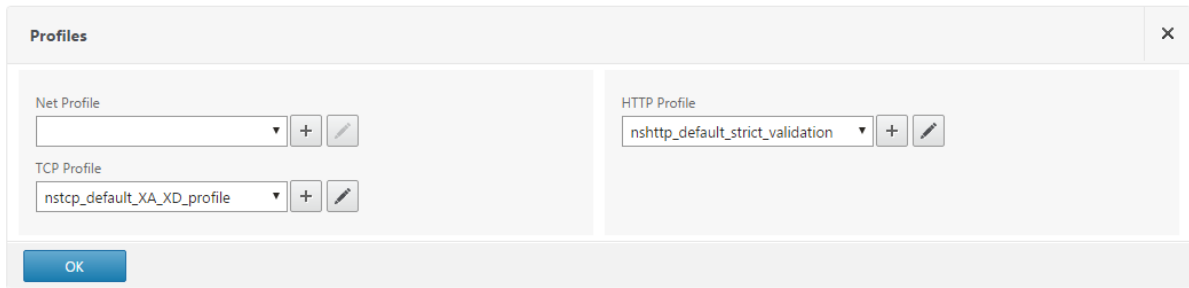 Profiles
Net Profile
TCP Profile
nstcp_default_XA_XD_profile
HTTP Profile
nshttp_default_strict_validation
OK